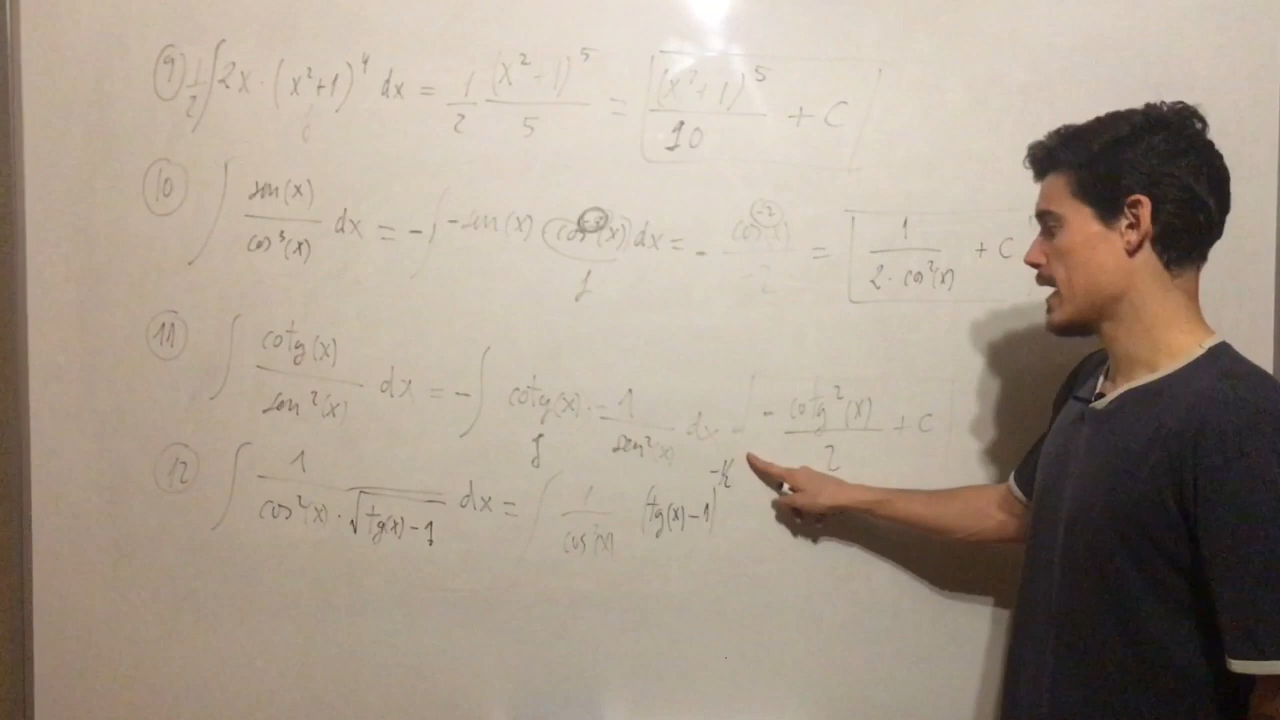 ⑨ 1/2 ∫ 2x · (x²+1)⁴ dx = 1/2 (x²+1)⁵/5 = (x²+1)⁵/10 + C
⑩ ∫ sen(x)/cos³(x) dx = -∫ -sen(x) cos⁻³(x) dx = - cos⁻²(x)/-2 = 1/(2·cos²(x)) + C
f
⑪ ∫ cotg(x)/sen²(x) dx = -∫ cotg(x) · -1/sen²(x) dx = - cotg²(x)/2 + C
f
⑫ ∫ 1/(cos²(x)·√(tg(x)-1)) dx = ∫ 1/cos²(x) (tg(x)-1)